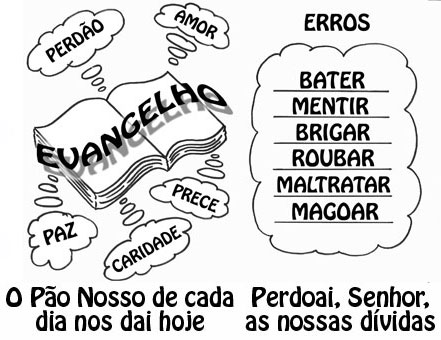 PERDÃO
AMOR
EVANGELHO
PAZ
CARIDADE
PRECE
O Pão Nosso de cada
dia nos dai hoje
ERROS
BATER
MENTIR
BRIGAR
ROUBAR
MALTRATAR
MAGOAR
Perdoai, Senhor,
as nossas dívidas